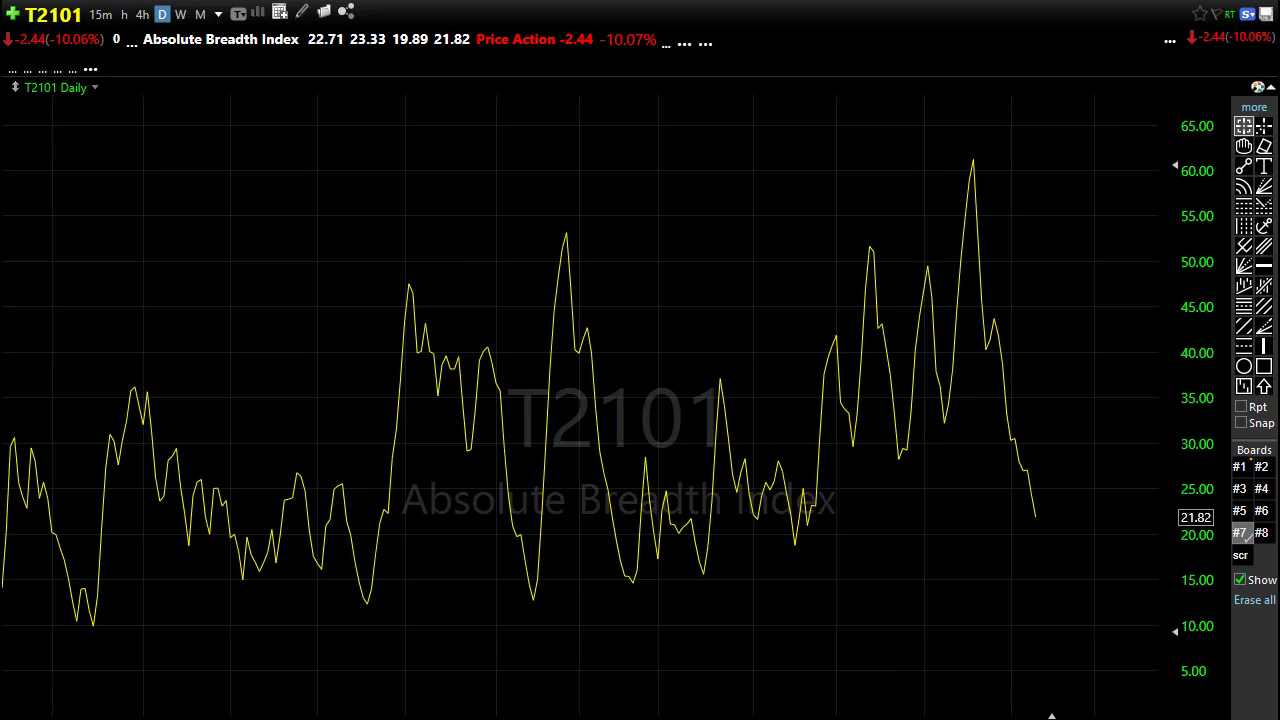 T2101 15m h 4h D W M T RT S
-2.44(-10.06%) 0 ... Absolute Breadth Index 22.71 23.33 19.89 21.82 Price Action -2.44 -10.07% ... ... ... ... -2.44(-10.06%)
... ... ... ... ... ...
T2101 Daily
more
65.00
60.00
55.00
50.00
45.00
40.00
35.00
30.00
25.00
21.82
20.00
15.00
10.00
5.00
T2101
Absolute Breadth Index
T
Rpt
Snap
Boards
#1 #2
#3 #4
#5 #6
#7 #8
scr
Show
Erase all